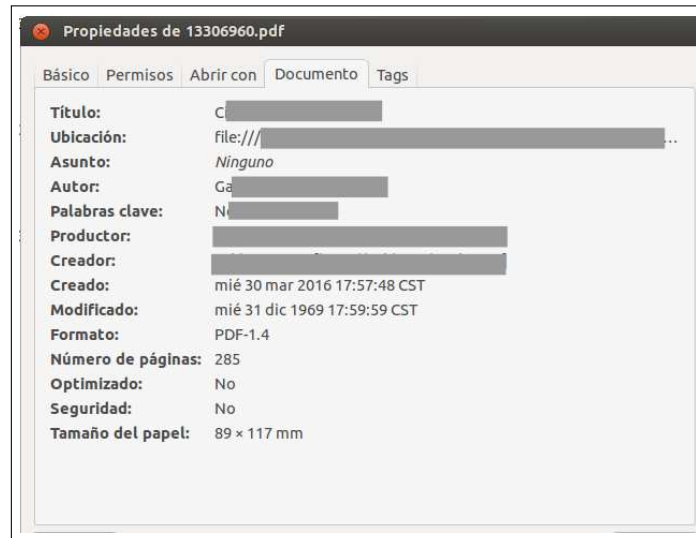 Propiedades de 13306960.pdf
Básico Permisos Abrir con Documento Tags
Título: C
Ubicación: file:/// ...
Asunto: Ninguno
Autor: Ga
Palabras clave: N
Productor:
Creador:
Creado: mié 30 mar 2016 17:57:48 CST
Modificado: mié 31 dic 1969 17:59:59 CST
Formato: PDF-1.4
Número de páginas: 285
Optimizado: No
Seguridad: No
Tamaño del papel: 89 × 117 mm